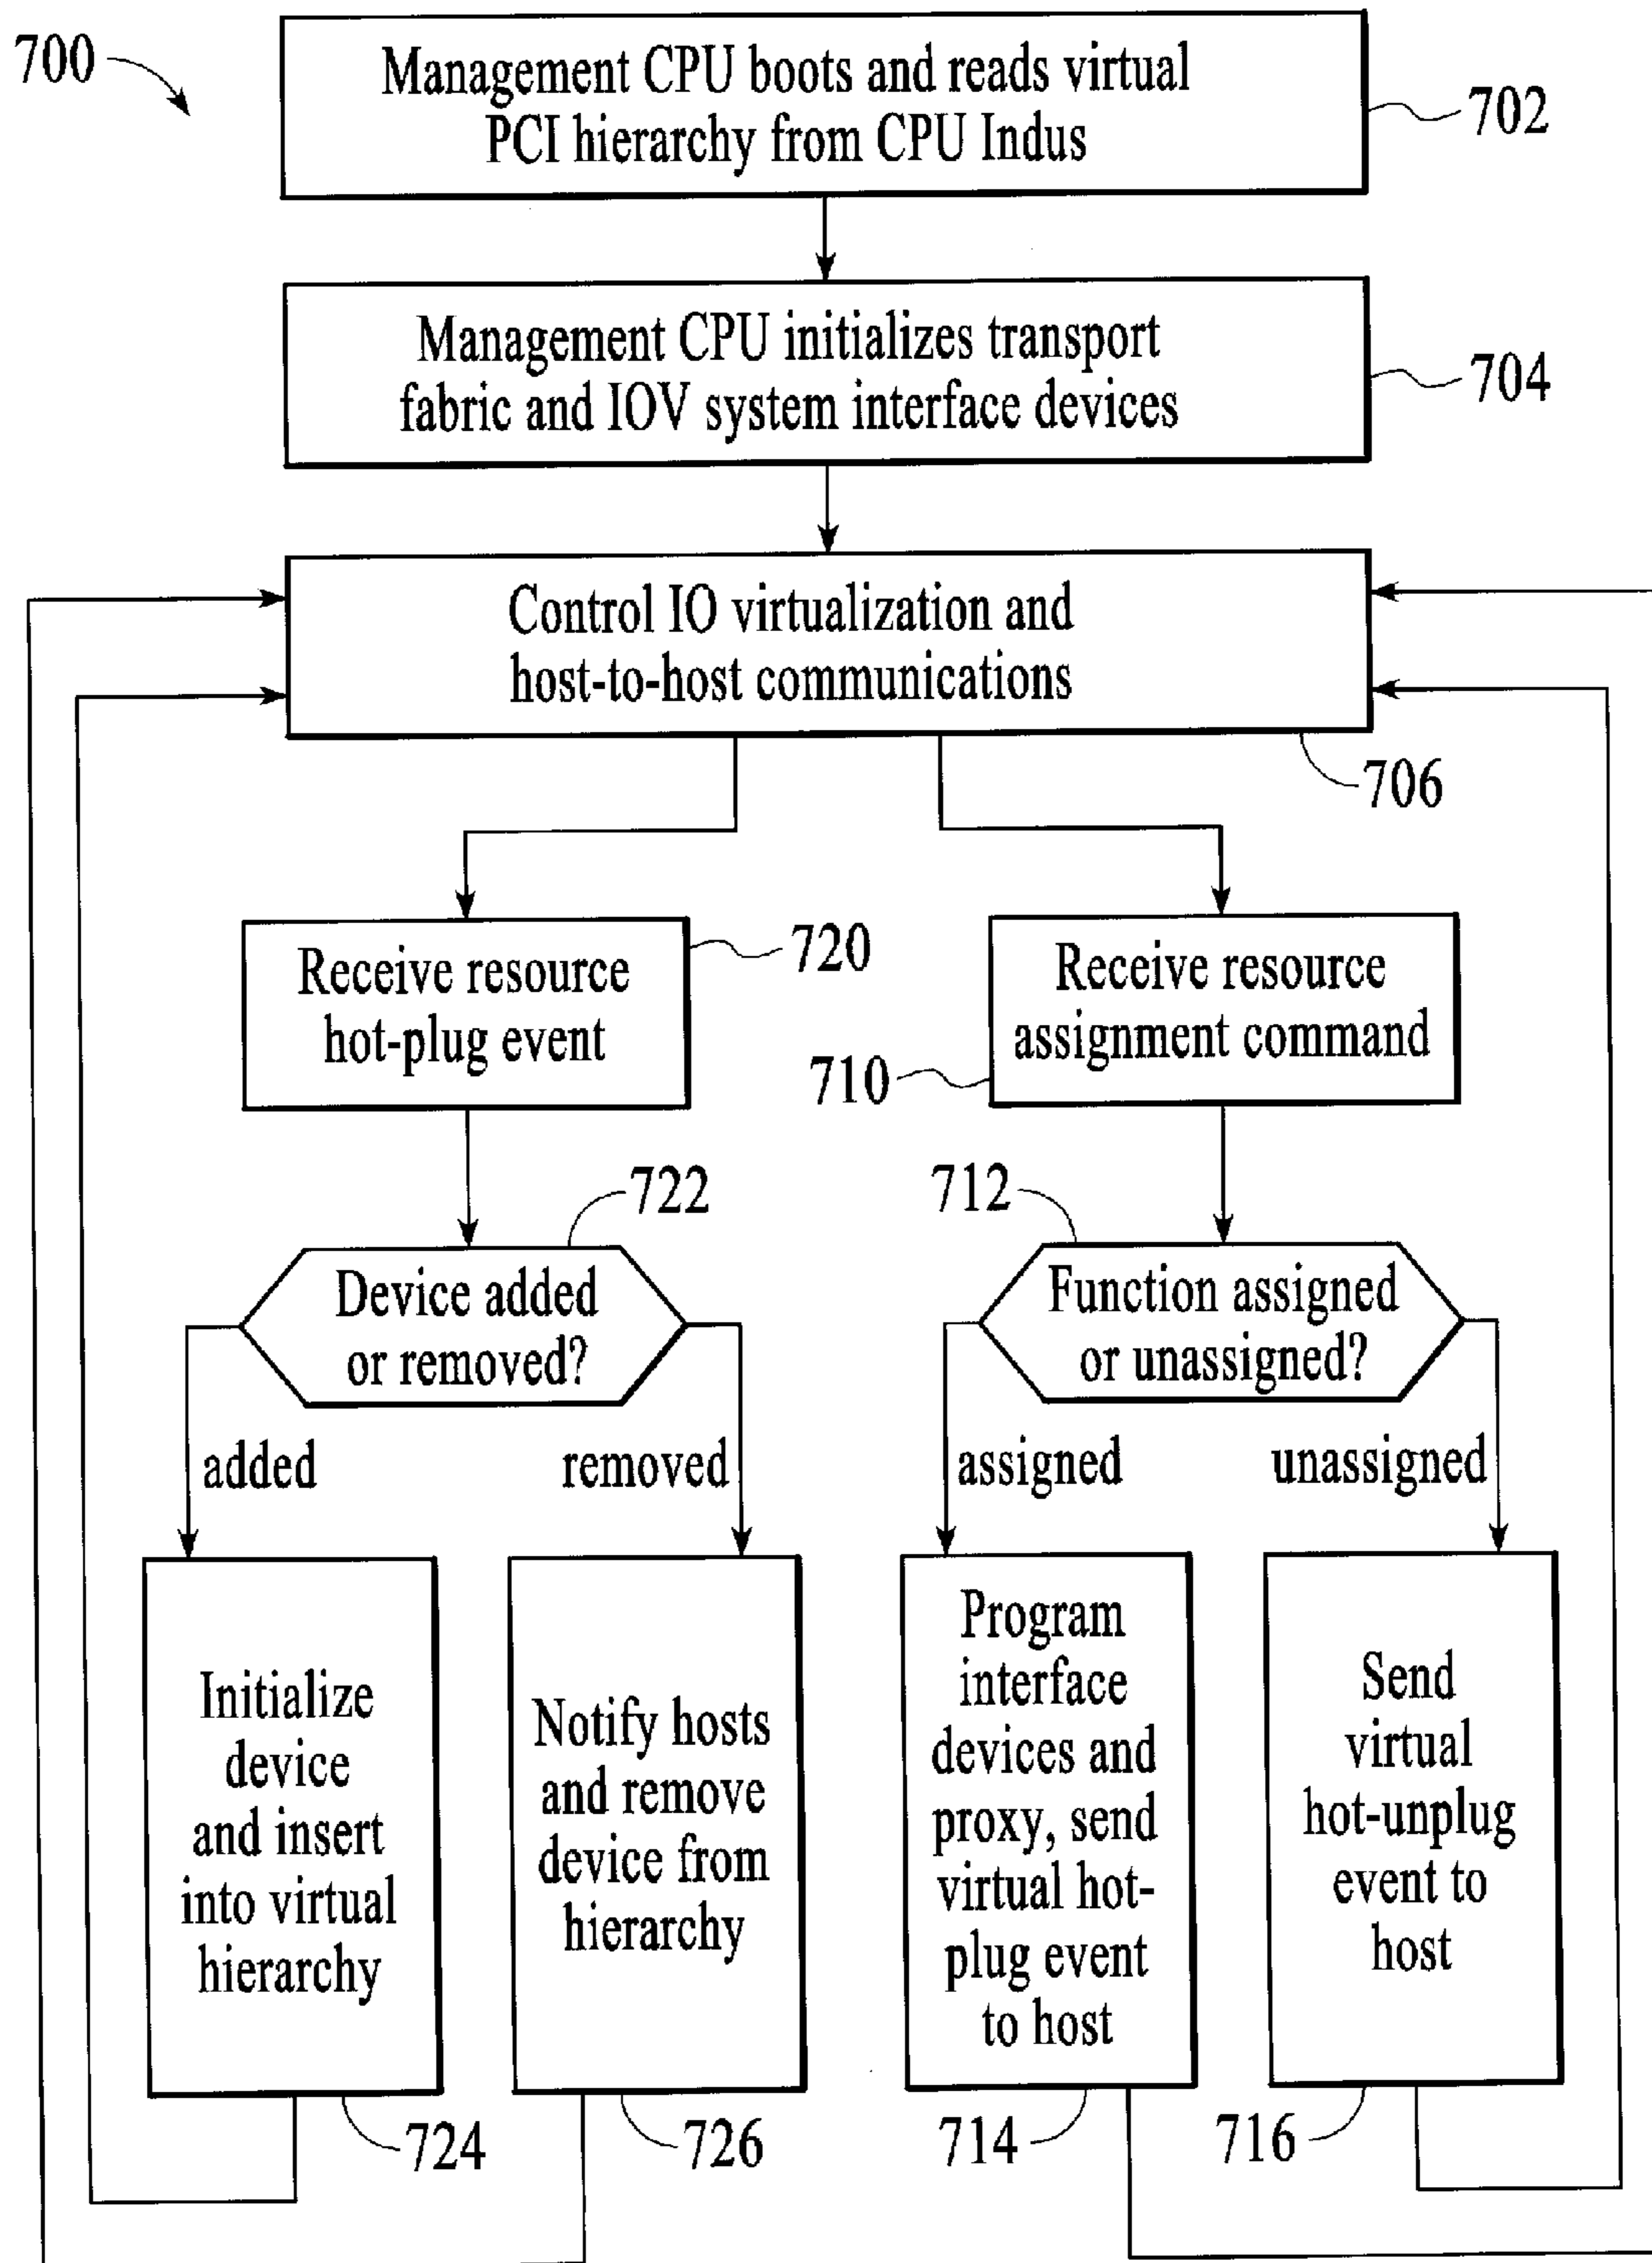 700
Management CPU boots and reads virtual
PCI hierarchy from CPU Indus
702
Management CPU initializes transport
fabric and IOV system interface devices
704
Control IO virtualization and
host-to-host communications
706
Receive resource
hot-plug event
720
Receive resource
assignment command
710
722
Device added
or removed?
712
Function assigned
or unassigned?
added
removed
assigned
unassigned
Initialize
device
and insert
into virtual
hierarchy
724
Notify hosts
and remove
device from
hierarchy
726
Program
interface
devices and
proxy, send
virtual hot-
plug event
to host
714
Send
virtual
hot-unplug
event to
host
716